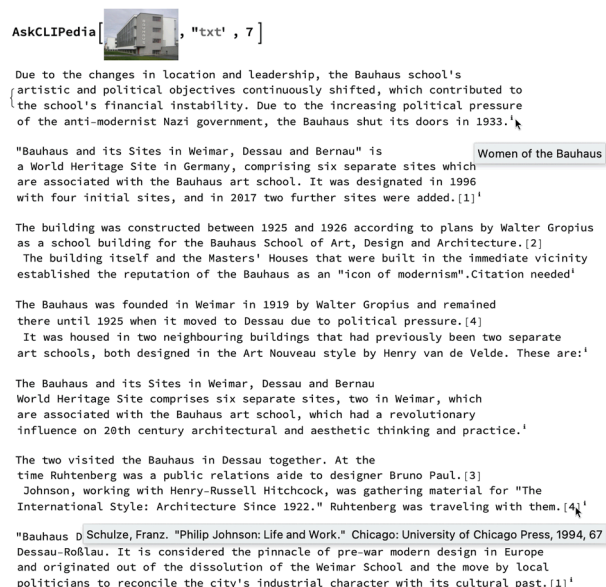 AskCLIPedia[ , "txt" , 7 ]
Due to the changes in location and leadership, the Bauhaus school's
artistic and political objectives continuously shifted, which contributed to
the school's financial instability. Due to the increasing political pressure
of the anti-modernist Nazi government, the Bauhaus shut its doors in 1933.i
Women of the Bauhaus
"Bauhaus and its Sites in Weimar, Dessau and Bernau" is
a World Heritage Site in Germany, comprising six separate sites which
are associated with the Bauhaus art school. It was designated in 1996
with four initial sites, and in 2017 two further sites were added.[1]i
The building was constructed between 1925 and 1926 according to plans by Walter Gropius
as a school building for the Bauhaus School of Art, Design and Architecture.[2]
The building itself and the Masters' Houses that were built in the immediate vicinity
established the reputation of the Bauhaus as an "icon of modernism".Citation neededi
The Bauhaus was founded in Weimar in 1919 by Walter Gropius and remained
there until 1925 when it moved to Dessau due to political pressure.[4]
It was housed in two neighbouring buildings that had previously been two separate
art schools, both designed in the Art Nouveau style by Henry van de Velde. These are:i
The Bauhaus and its Sites in Weimar, Dessau and Bernau
World Heritage Site comprises six separate sites, two in Weimar, which
are associated with the Bauhaus art school, which had a revolutionary
influence on 20th century architectural and aesthetic thinking and practice.i
The two visited the Bauhaus in Dessau together. At the
time Ruhtenberg was a public relations aide to designer Bruno Paul.[3]
Johnson, working with Henry-Russell Hitchcock, was gathering material for "The
International Style: Architecture Since 1922." Ruhtenberg was traveling with them.[4]i
"Bauhaus D
Schulze, Franz. "Philip Johnson: Life and Work." Chicago: University of Chicago Press, 1994, 67
Dessau-Roßlau. It is considered the pinnacle of pre-war modern design in Europe
and originated out of the dissolution of the Weimar School and the move by local
politicians to reconcile the city's industrial character with its cultural past.[1]i